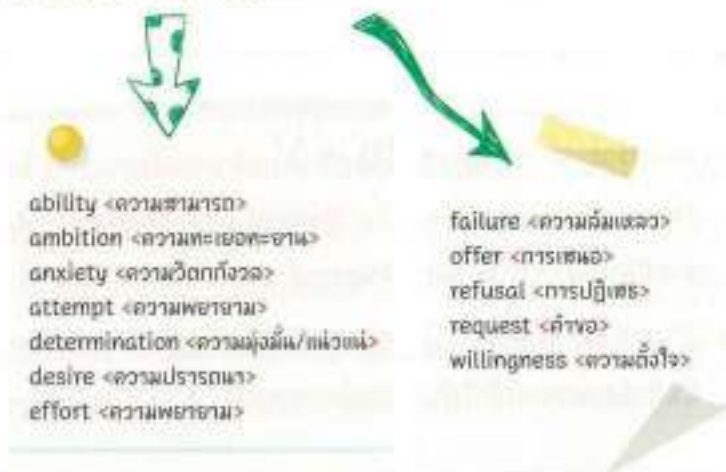 ability <ความสามารถ>
ambition <ความทะเยอทะยาน>
anxiety <ความวิตกกังวล>
attempt <ความพยายาม>
determination <ความมุ่งมั่น/แน่วแน่>
desire <ความปรารถนา>
effort <ความพยายาม>
failure <ความล้มเหลว>
offer <การเสนอ>
refusal <การปฏิเสธ>
request <คำขอ>
willingness <ความตั้งใจ>